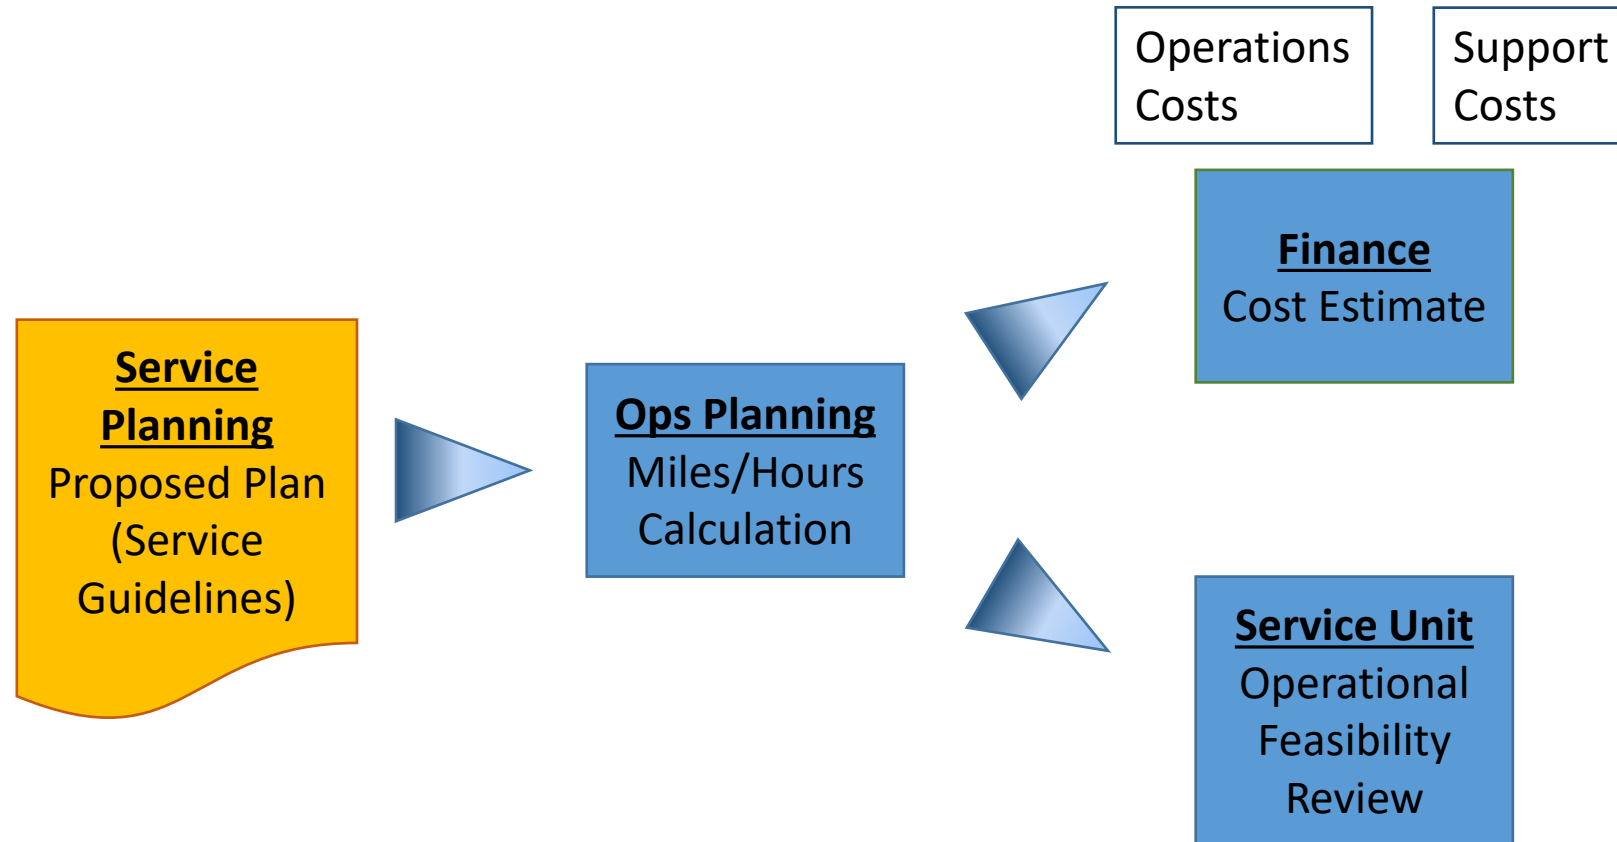 Operations
Costs
Support
Costs
Finance
Cost Estimate
Service
Planning
Proposed Plan
(Service
Guidelines)
Ops Planning
Miles/Hours
Calculation
Service Unit
Operational
Feasibility
Review